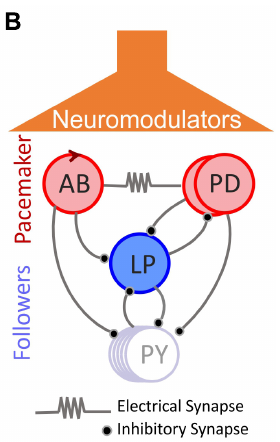 B
Neuromodulators
Pacemaker
AB
PD
Followers
LP
PY
Electrical Synapse
Inhibitory Synapse